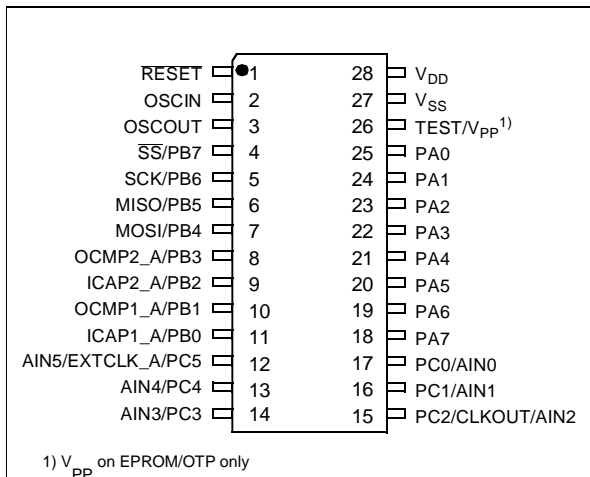 RESET 1 28 VDD
OSCIN 2 27 VSS
OSCOUT 3 26 TEST/VPP1)
SS/PB7 4 25 PA0
SCK/PB6 5 24 PA1
MISO/PB5 6 23 PA2
MOSI/PB4 7 22 PA3
OCMP2_A/PB3 8 21 PA4
ICAP2_A/PB2 9 20 PA5
OCMP1_A/PB1 10 19 PA6
ICAP1_A/PB0 11 18 PA7
AIN5/EXTCLK_A/PC5 12 17 PC0/AIN0
AIN4/PC4 13 16 PC1/AIN1
AIN3/PC3 14 15 PC2/CLKOUT/AIN2
1) VPP on EPROM/OTP only